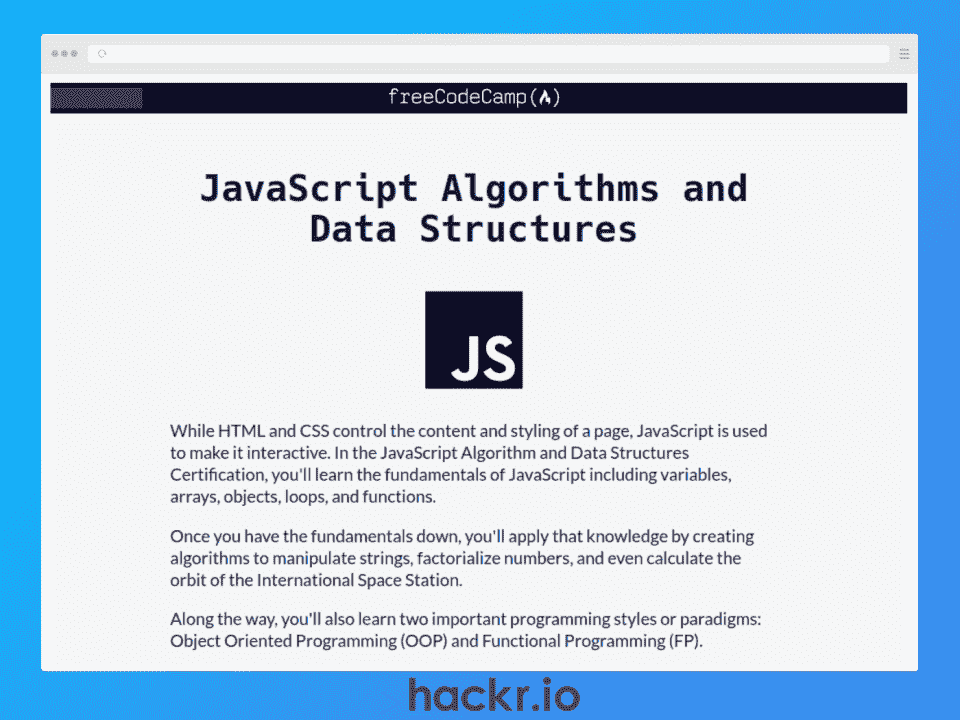 freeCodeCamp(🔥)
JavaScript Algorithms and
Data Structures
JS
While HTML and CSS control the content and styling of a page, JavaScript is used
to make it interactive. In the JavaScript Algorithm and Data Structures
Certification, you'll learn the fundamentals of JavaScript including variables,
arrays, objects, loops, and functions.
Once you have the fundamentals down, you'll apply that knowledge by creating
algorithms to manipulate strings, factorialize numbers, and even calculate the
orbit of the International Space Station.
Along the way, you'll also learn two important programming styles or paradigms:
Object Oriented Programming (OOP) and Functional Programming (FP).
hackr.io